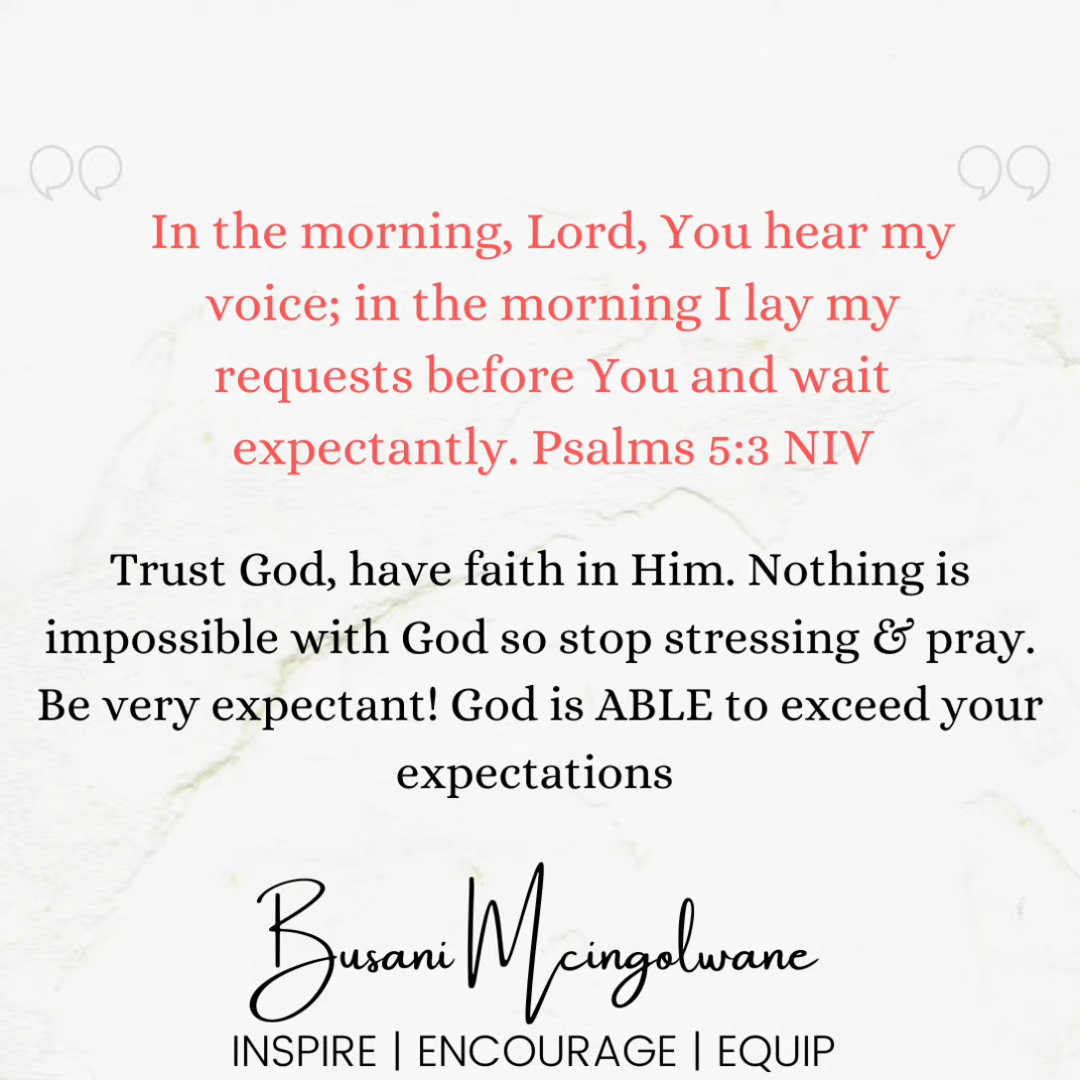 In the morning, Lord, You hear my
voice; in the morning I lay my
requests before You and wait
expectantly. Psalms 5:3 NIV
Trust God, have faith in Him. Nothing is
impossible with God so stop stressing & pray.
Be very expectant! God is ABLE to exceed your
expectations
Busani Mcingolwane
INSPIRE | ENCOURAGE | EQUIP